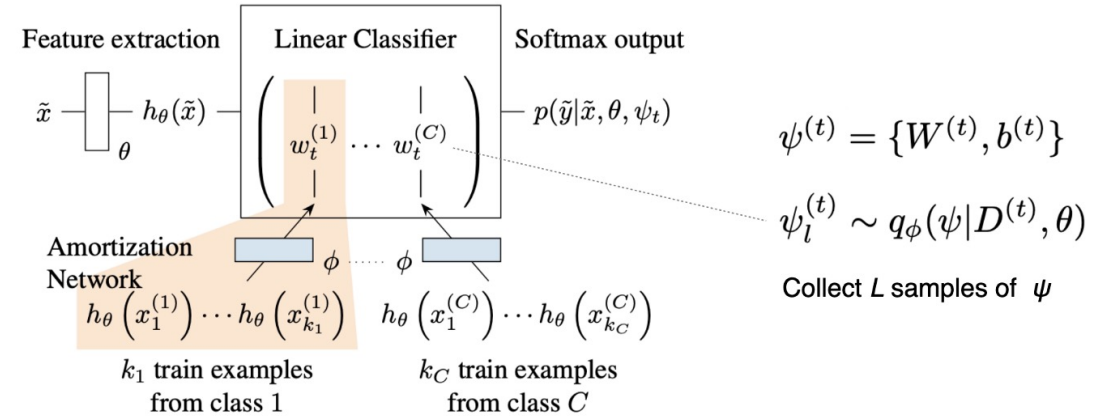 Feature extraction
Linear Classifier
Softmax output
x̃
h_θ(x̃)
θ
w_t^{(1)} ··· w_t^{(C)}
p(ỹ|x̃, θ, ψ_t)
Amortization
Network
ϕ ······ ϕ
h_θ(x_1^{(1)}) ··· h_θ(x_{k_1}^{(1)})
h_θ(x_1^{(C)}) ··· h_θ(x_{k_C}^{(C)})
k_1 train examples
from class 1
k_C train examples
from class C
ψ^{(t)} = {W^{(t)}, b^{(t)}}
ψ_l^{(t)} ∼ q_ϕ(ψ|D^{(t)}, θ)
Collect L samples of ψ